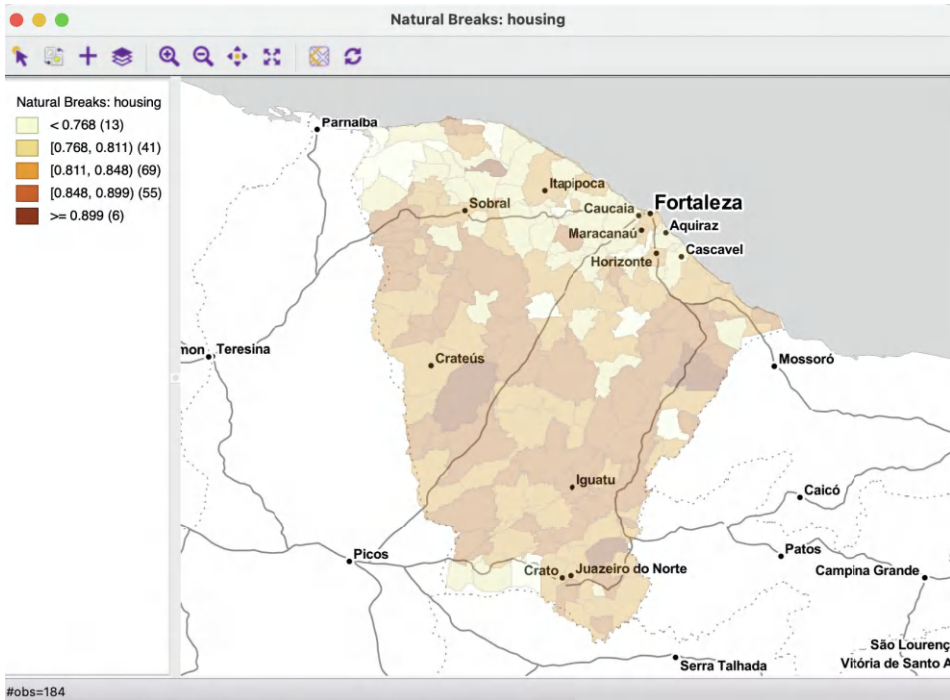 Natural Breaks: housing
Natural Breaks: housing
< 0.768 (13)
[0.768, 0.811) (41)
[0.811, 0.848) (69)
[0.848, 0.899) (55)
>= 0.899 (6)
Parnaíba
Itapipoca
Sobral
Caucaia
Fortaleza
Maracanaú
Aquiraz
Cascavel
Horizonte
mon
Teresina
Crateús
Mossoró
Iguatu
Caicó
Picos
Patos
Crato
Juazeiro do Norte
Campina Grande
São Lourenç
Serra Talhada
Vitória de Santo A
#obs=184